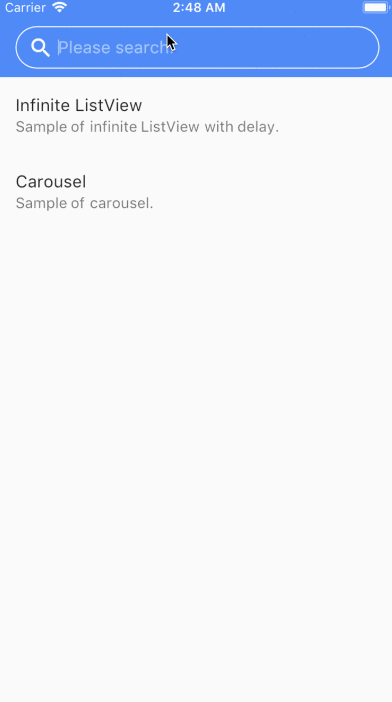 Carrier 2:48 AM
Please search
Infinite ListView
Sample of infinite ListView with delay.
Carousel
Sample of carousel.